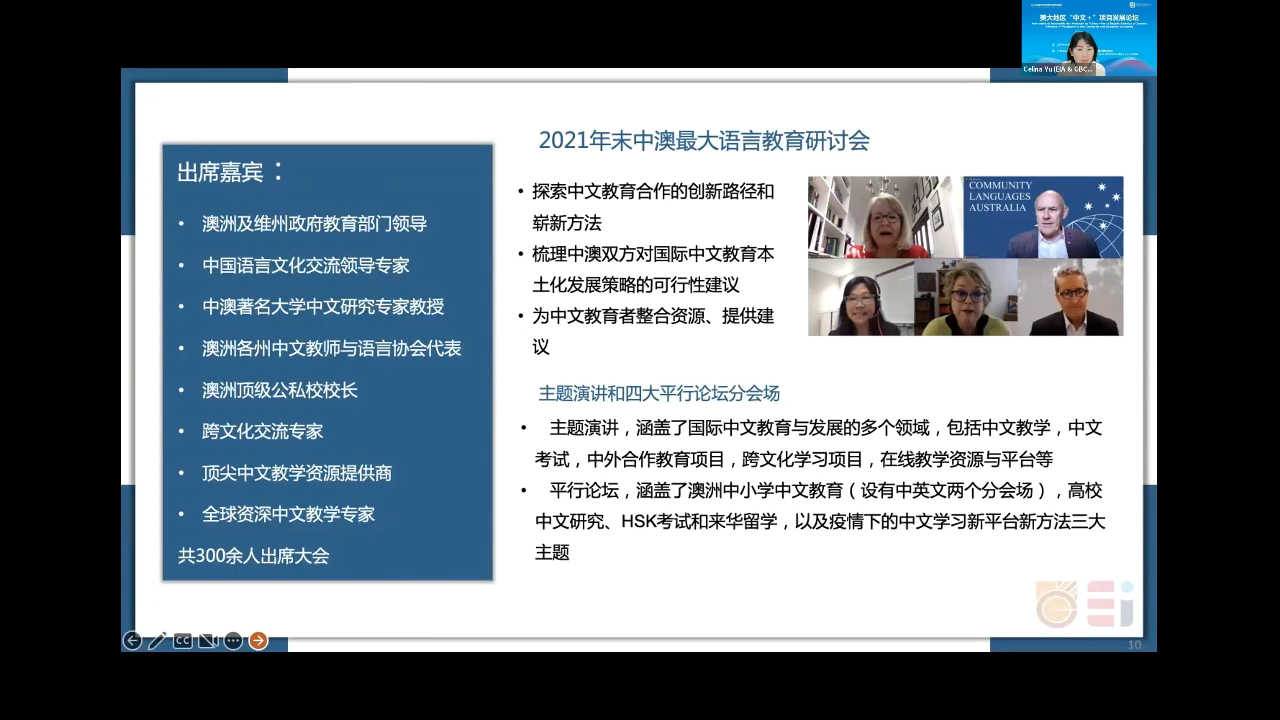 美大地区“中文+”项目发展论坛
Celina Yu (EIA & GBC...
2021年末中澳最大语言教育研讨会
出席嘉宾：
• 澳洲及维州政府教育部门领导
• 中国语言文化交流领导专家
• 中澳著名大学中文研究专家教授
• 澳洲各州中文教师与语言协会代表
• 澳洲顶级公私校校长
• 跨文化交流专家
• 顶尖中文教学资源提供商
• 全球资深中文教学专家
共300余人出席大会
• 探索中文教育合作的创新路径和
崭新方法
• 梳理中澳双方对国际中文教育本
土化发展策略的可行性建议
• 为中文教育者整合资源、提供建
议
COMMUNITY
LANGUAGES
AUSTRALIA
主题演讲和四大平行论坛分会场
• 主题演讲，涵盖了国际中文教育与发展的多个领域，包括中文教学，中文
考试，中外合作教育项目，跨文化学习项目，在线教学资源与平台等
• 平行论坛，涵盖了澳洲中小学中文教育（设有中英文两个分会场），高校
中文研究、HSK考试和来华留学，以及疫情下的中文学习新平台新方法三大
主题
CC
10